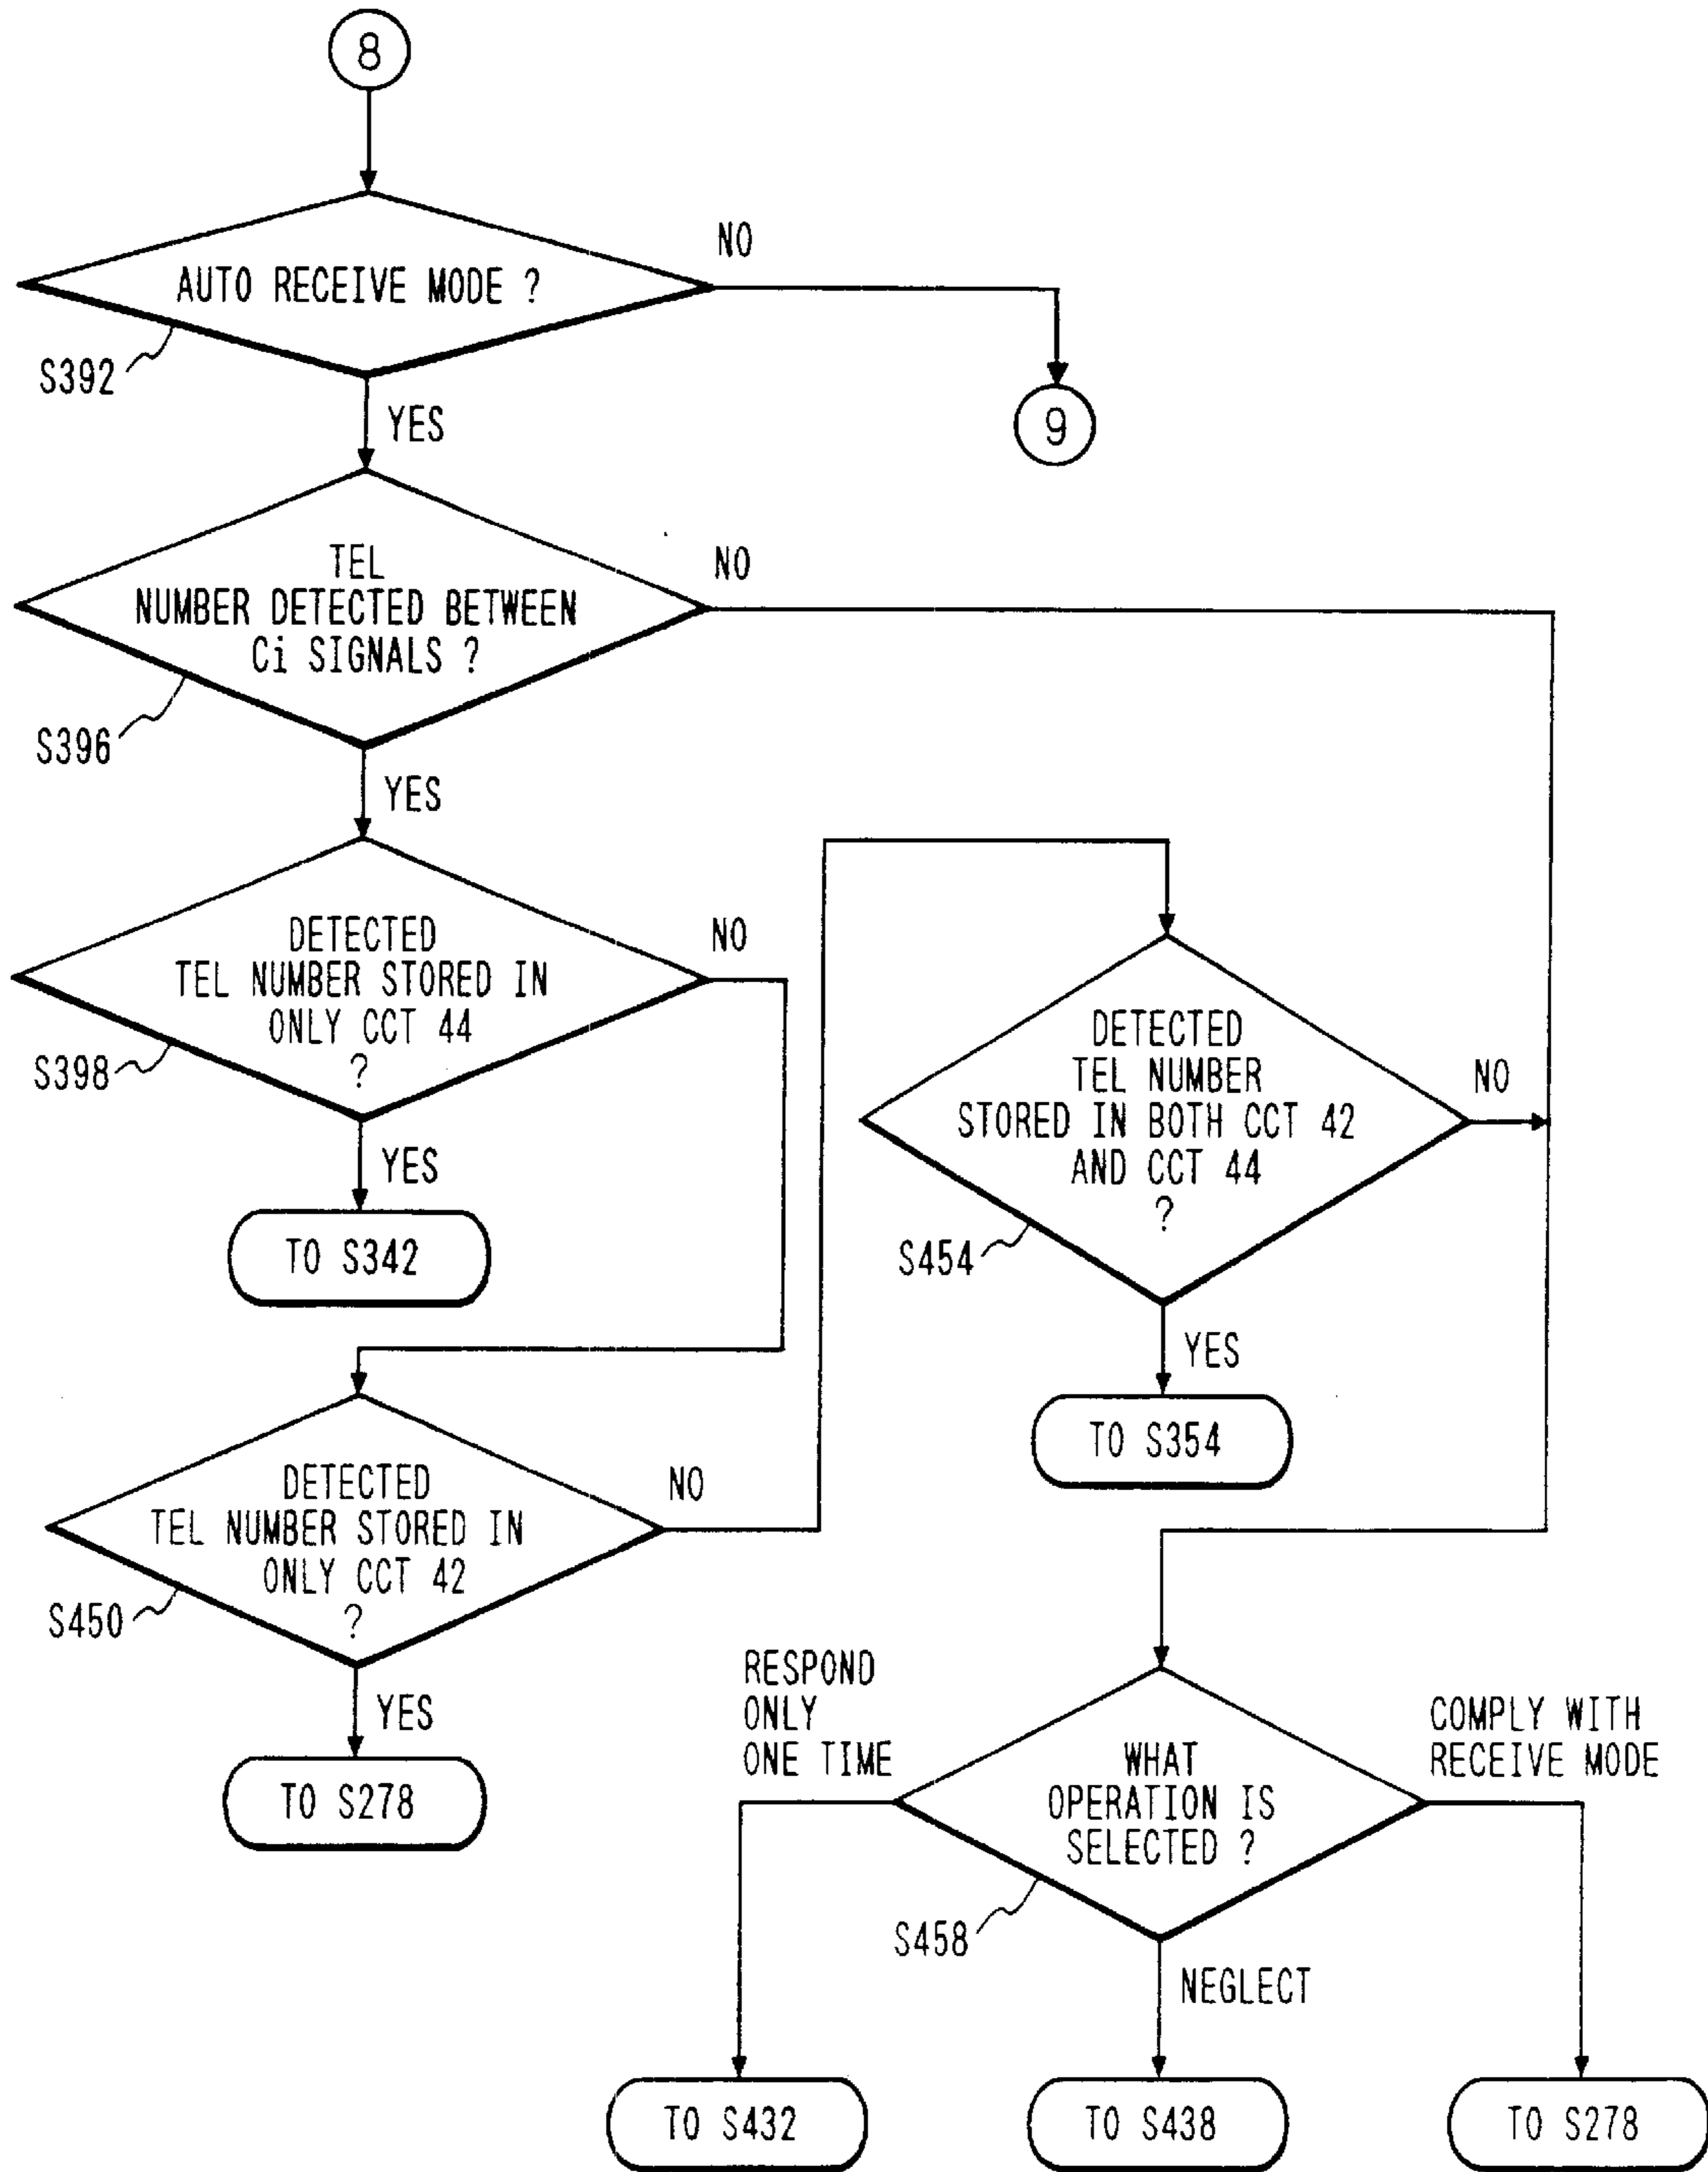 8
AUTO RECEIVE MODE ?
NO
S392
YES
9
TEL
NUMBER DETECTED BETWEEN
Ci SIGNALS ?
NO
S396
YES
DETECTED
TEL NUMBER STORED IN
ONLY CCT 44
?
NO
S398
YES
TO S342
DETECTED
TEL NUMBER
STORED IN BOTH CCT 42
AND CCT 44
?
NO
S454
YES
TO S354
DETECTED
TEL NUMBER STORED IN
ONLY CCT 42
?
NO
S450
YES
TO S278
RESPOND
ONLY
ONE TIME
WHAT
OPERATION IS
SELECTED ?
COMPLY WITH
RECEIVE MODE
S458
NEGLECT
TO S432
TO S438
TO S278